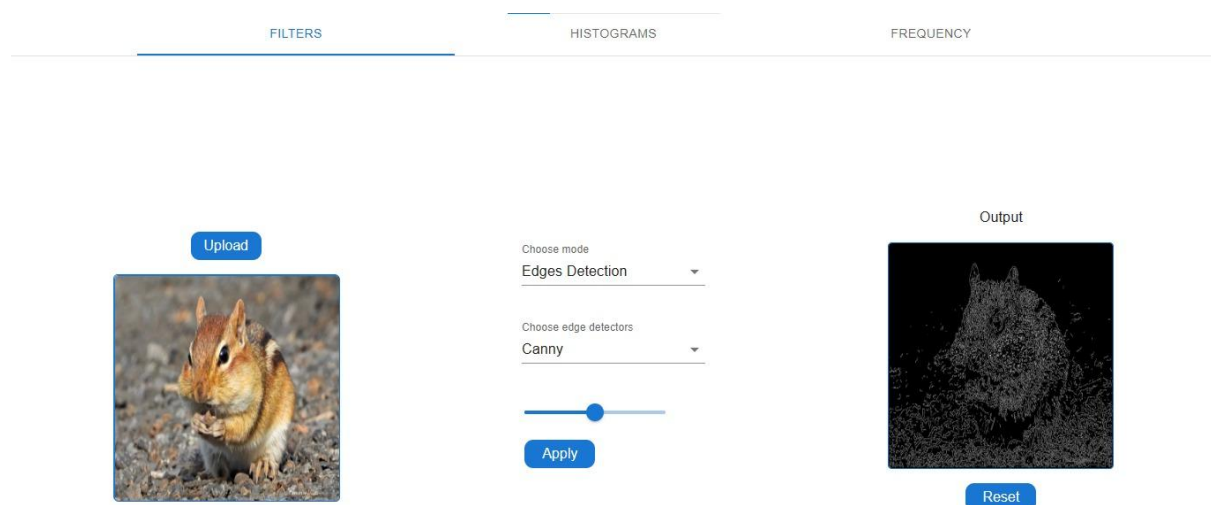 FILTERS
HISTOGRAMS
FREQUENCY
Upload
Choose mode
Edges Detection
Choose edge detectors
Canny
Apply
Output
Reset